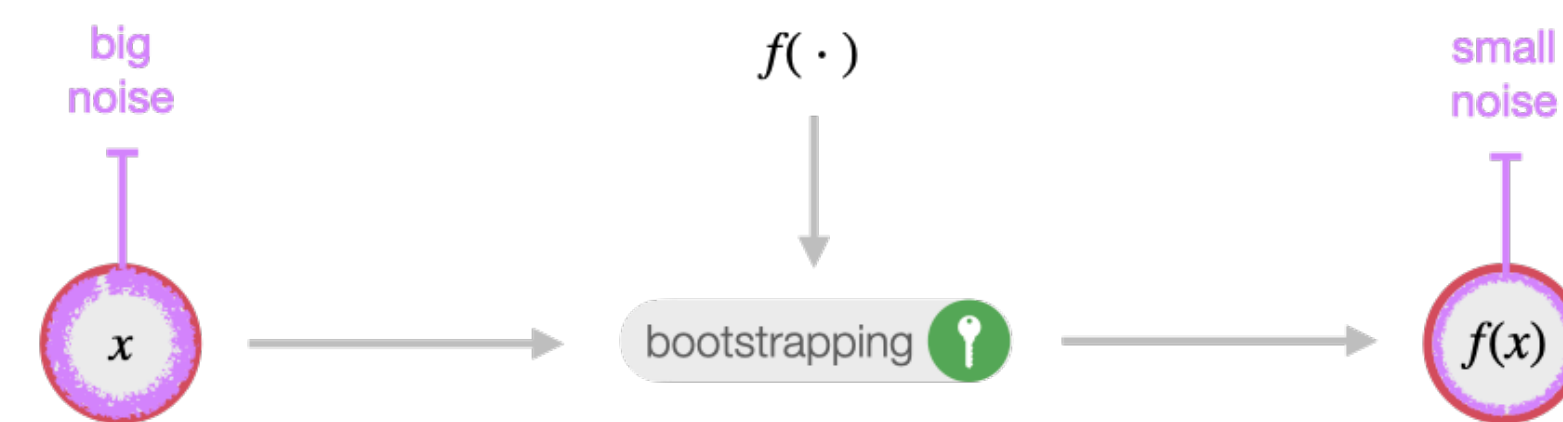 big
noise
f( · )
small
noise
x
bootstrapping
f(x)